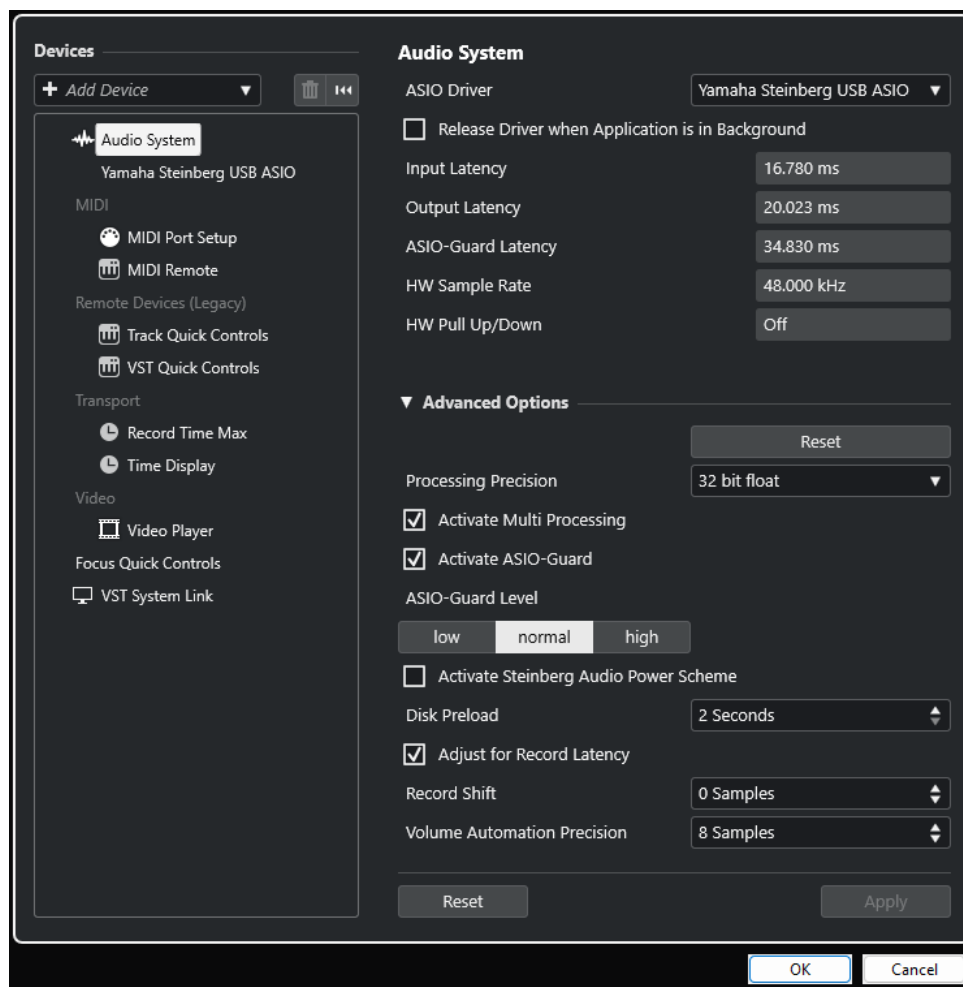 Devices
Add Device
Audio System
Yamaha Steinberg USB ASIO
MIDI
MIDI Port Setup
MIDI Remote
Remote Devices (Legacy)
Track Quick Controls
VST Quick Controls
Transport
Record Time Max
Time Display
Video
Video Player
Focus Quick Controls
VST System Link
Audio System
ASIO Driver Yamaha Steinberg USB ASIO
Release Driver when Application is in Background
Input Latency 16.780 ms
Output Latency 20.023 ms
ASIO-Guard Latency 34.830 ms
HW Sample Rate 48.000 kHz
HW Pull Up/Down Off
Advanced Options
Reset
Processing Precision 32 bit float
Activate Multi Processing
Activate ASIO-Guard
ASIO-Guard Level
low normal high
Activate Steinberg Audio Power Scheme
Disk Preload 2 Seconds
Adjust for Record Latency
Record Shift 0 Samples
Volume Automation Precision 8 Samples
Reset Apply
OK Cancel